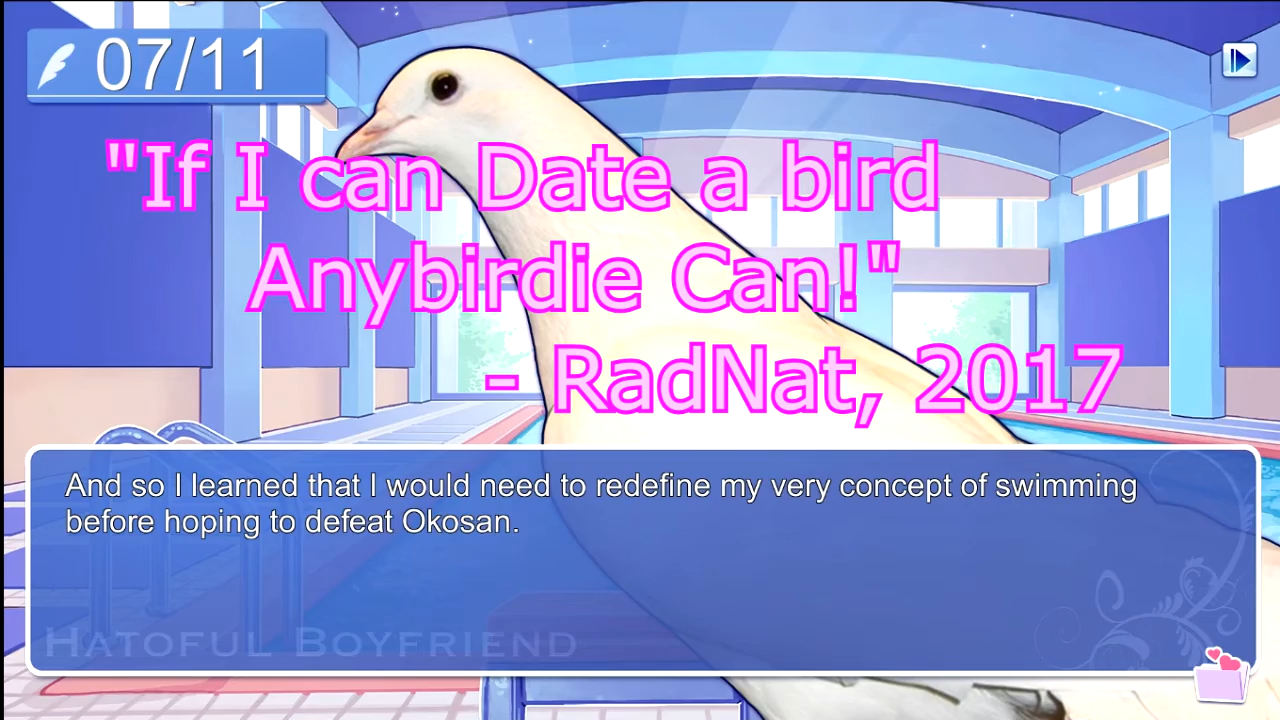 07/11
"If I can Date a bird
Anybirdie Can!"
- RadNat, 2017
And so I learned that I would need to redefine my very concept of swimming
before hoping to defeat Okosan.
HATOFUL BOYFRIEND